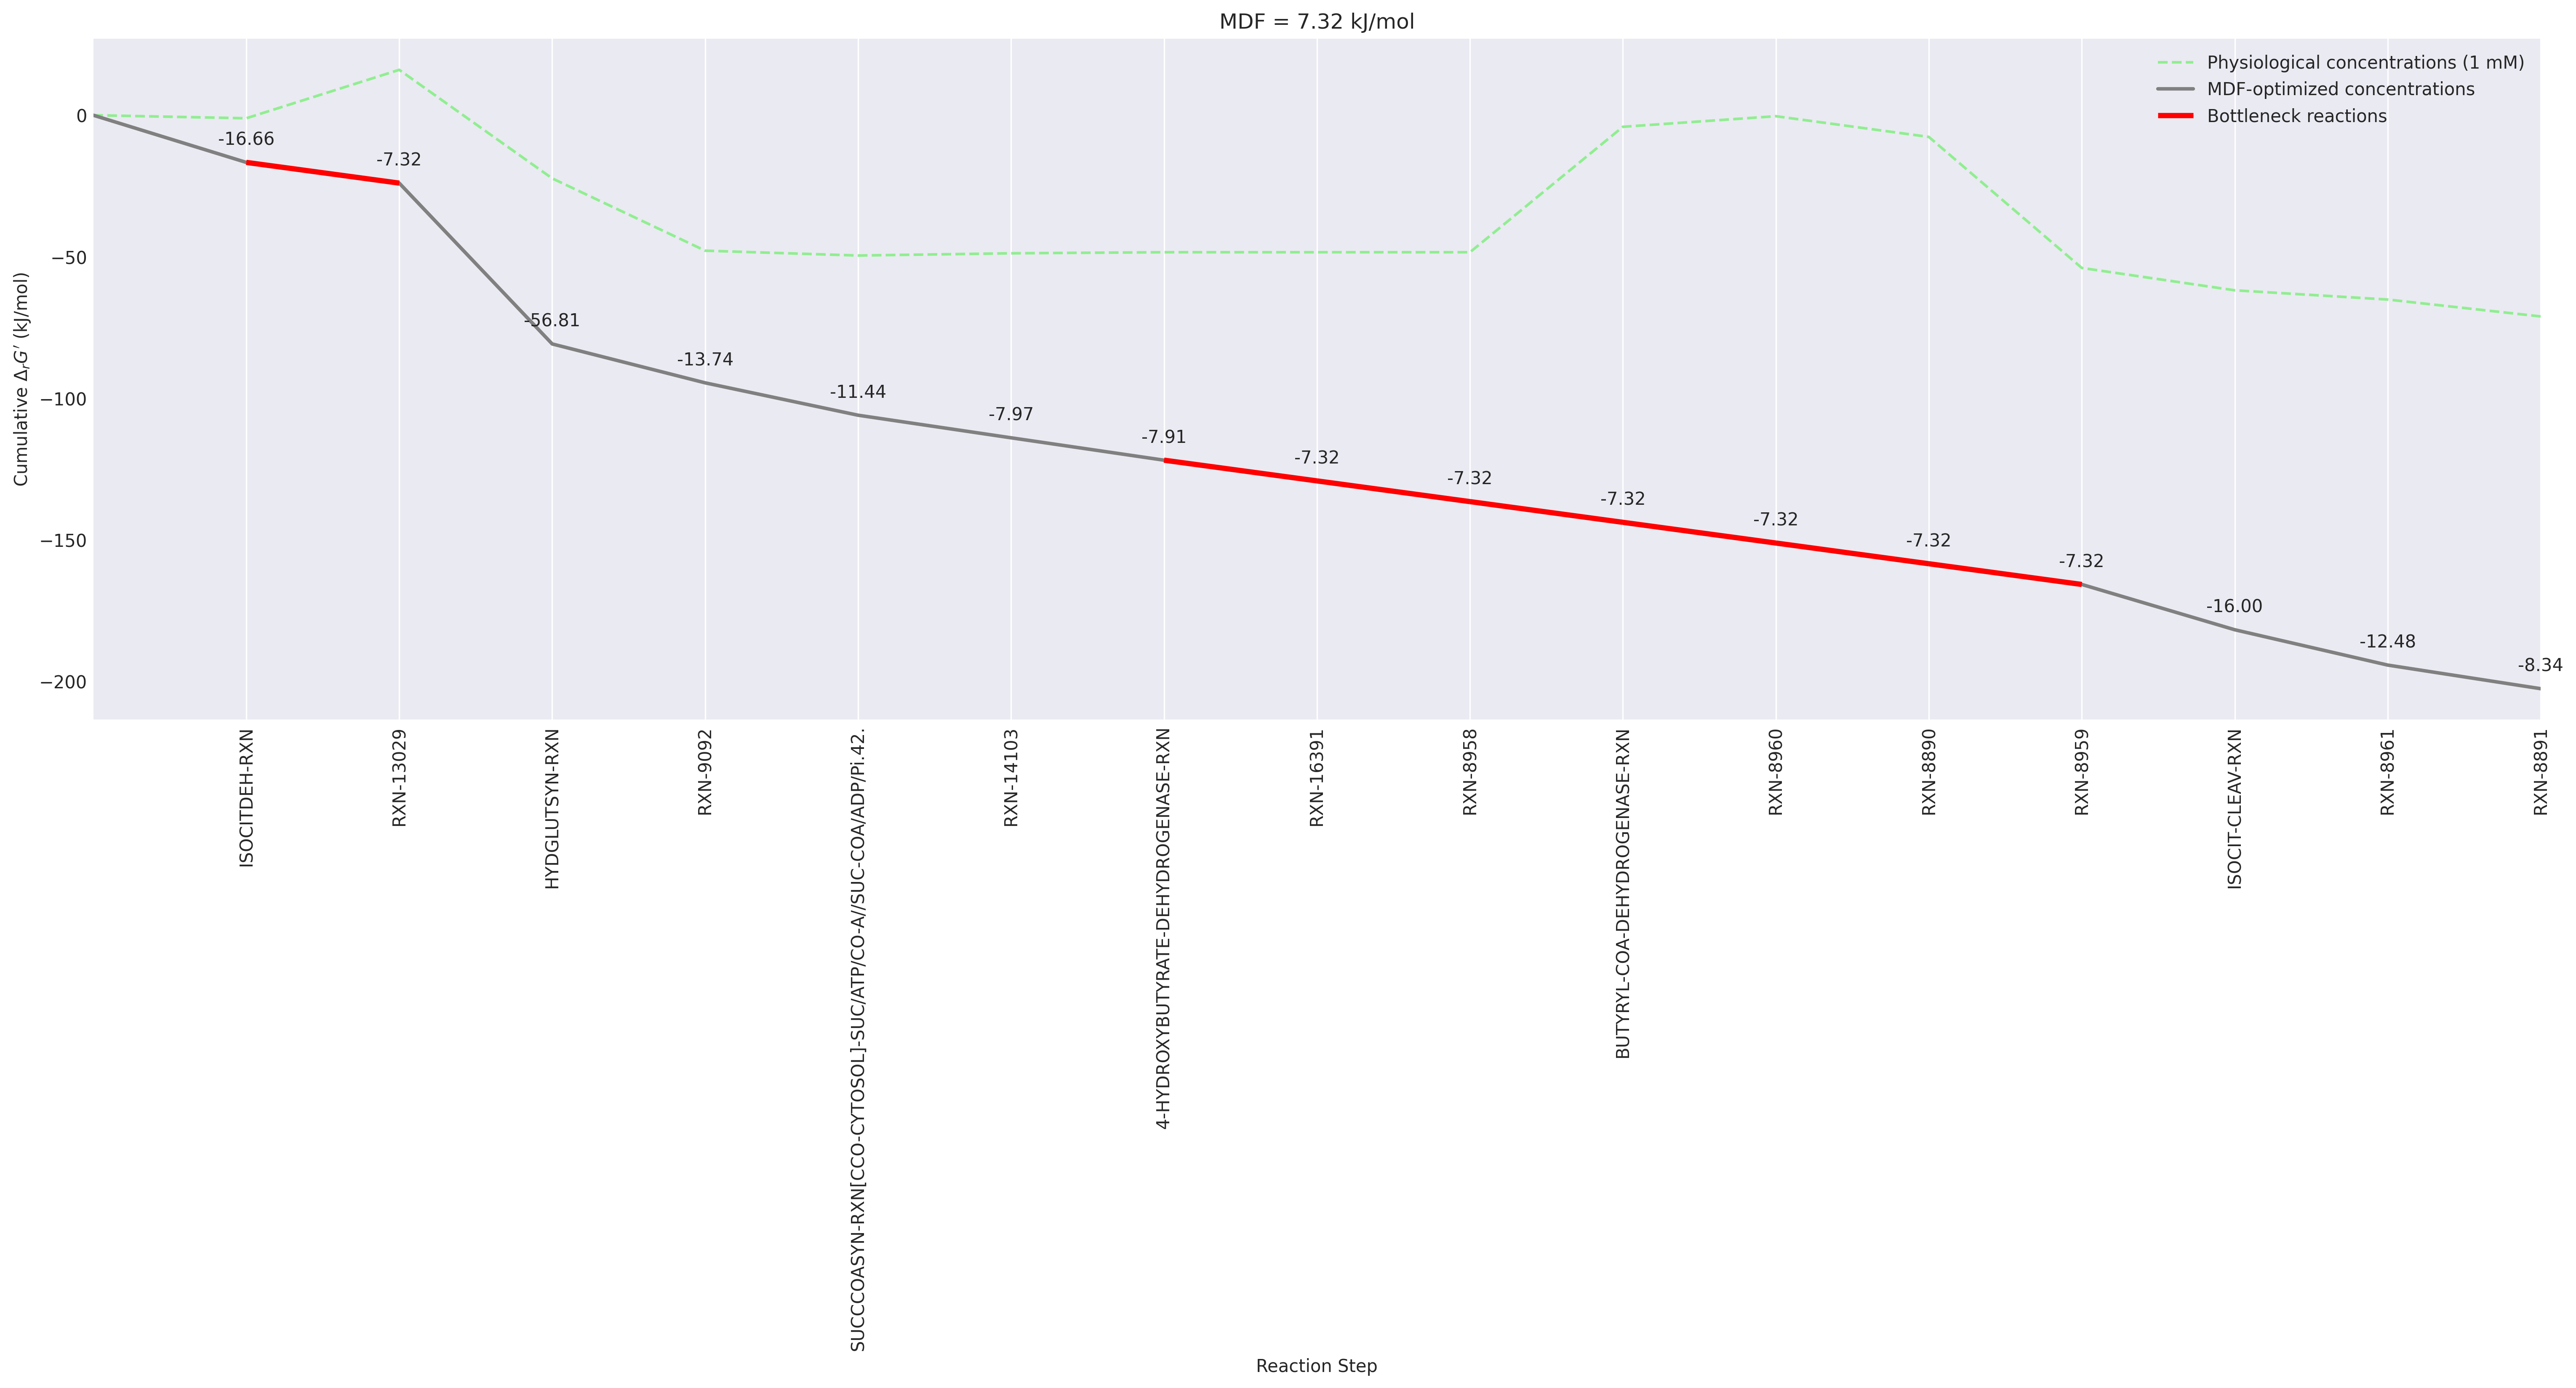 MDF = 7.32 kJ/mol
Physiological concentrations (1 mM)
MDF-optimized concentrations
Bottleneck reactions
Cumulative ΔrG′ (kJ/mol)
0
−50
−100
−150
−200
-16.66
-7.32
-56.81
-13.74
-11.44
-7.97
-7.91
-7.32
-7.32
-7.32
-7.32
-7.32
-7.32
-16.00
-12.48
-8.34
ISOCITDEH-RXN
RXN-13029
HYDGLUTSYN-RXN
RXN-9092
SUCCCOASYN-RXN[CCO-CYTOSOL]-SUC/ATP/CO-A//SUC-COA/ADP/Pi.42.
RXN-14103
4-HYDROXYBUTYRATE-DEHYDROGENASE-RXN
RXN-16391
RXN-8958
BUTYRYL-COA-DEHYDROGENASE-RXN
RXN-8960
RXN-8890
RXN-8959
ISOCIT-CLEAV-RXN
RXN-8961
RXN-8891
Reaction Step